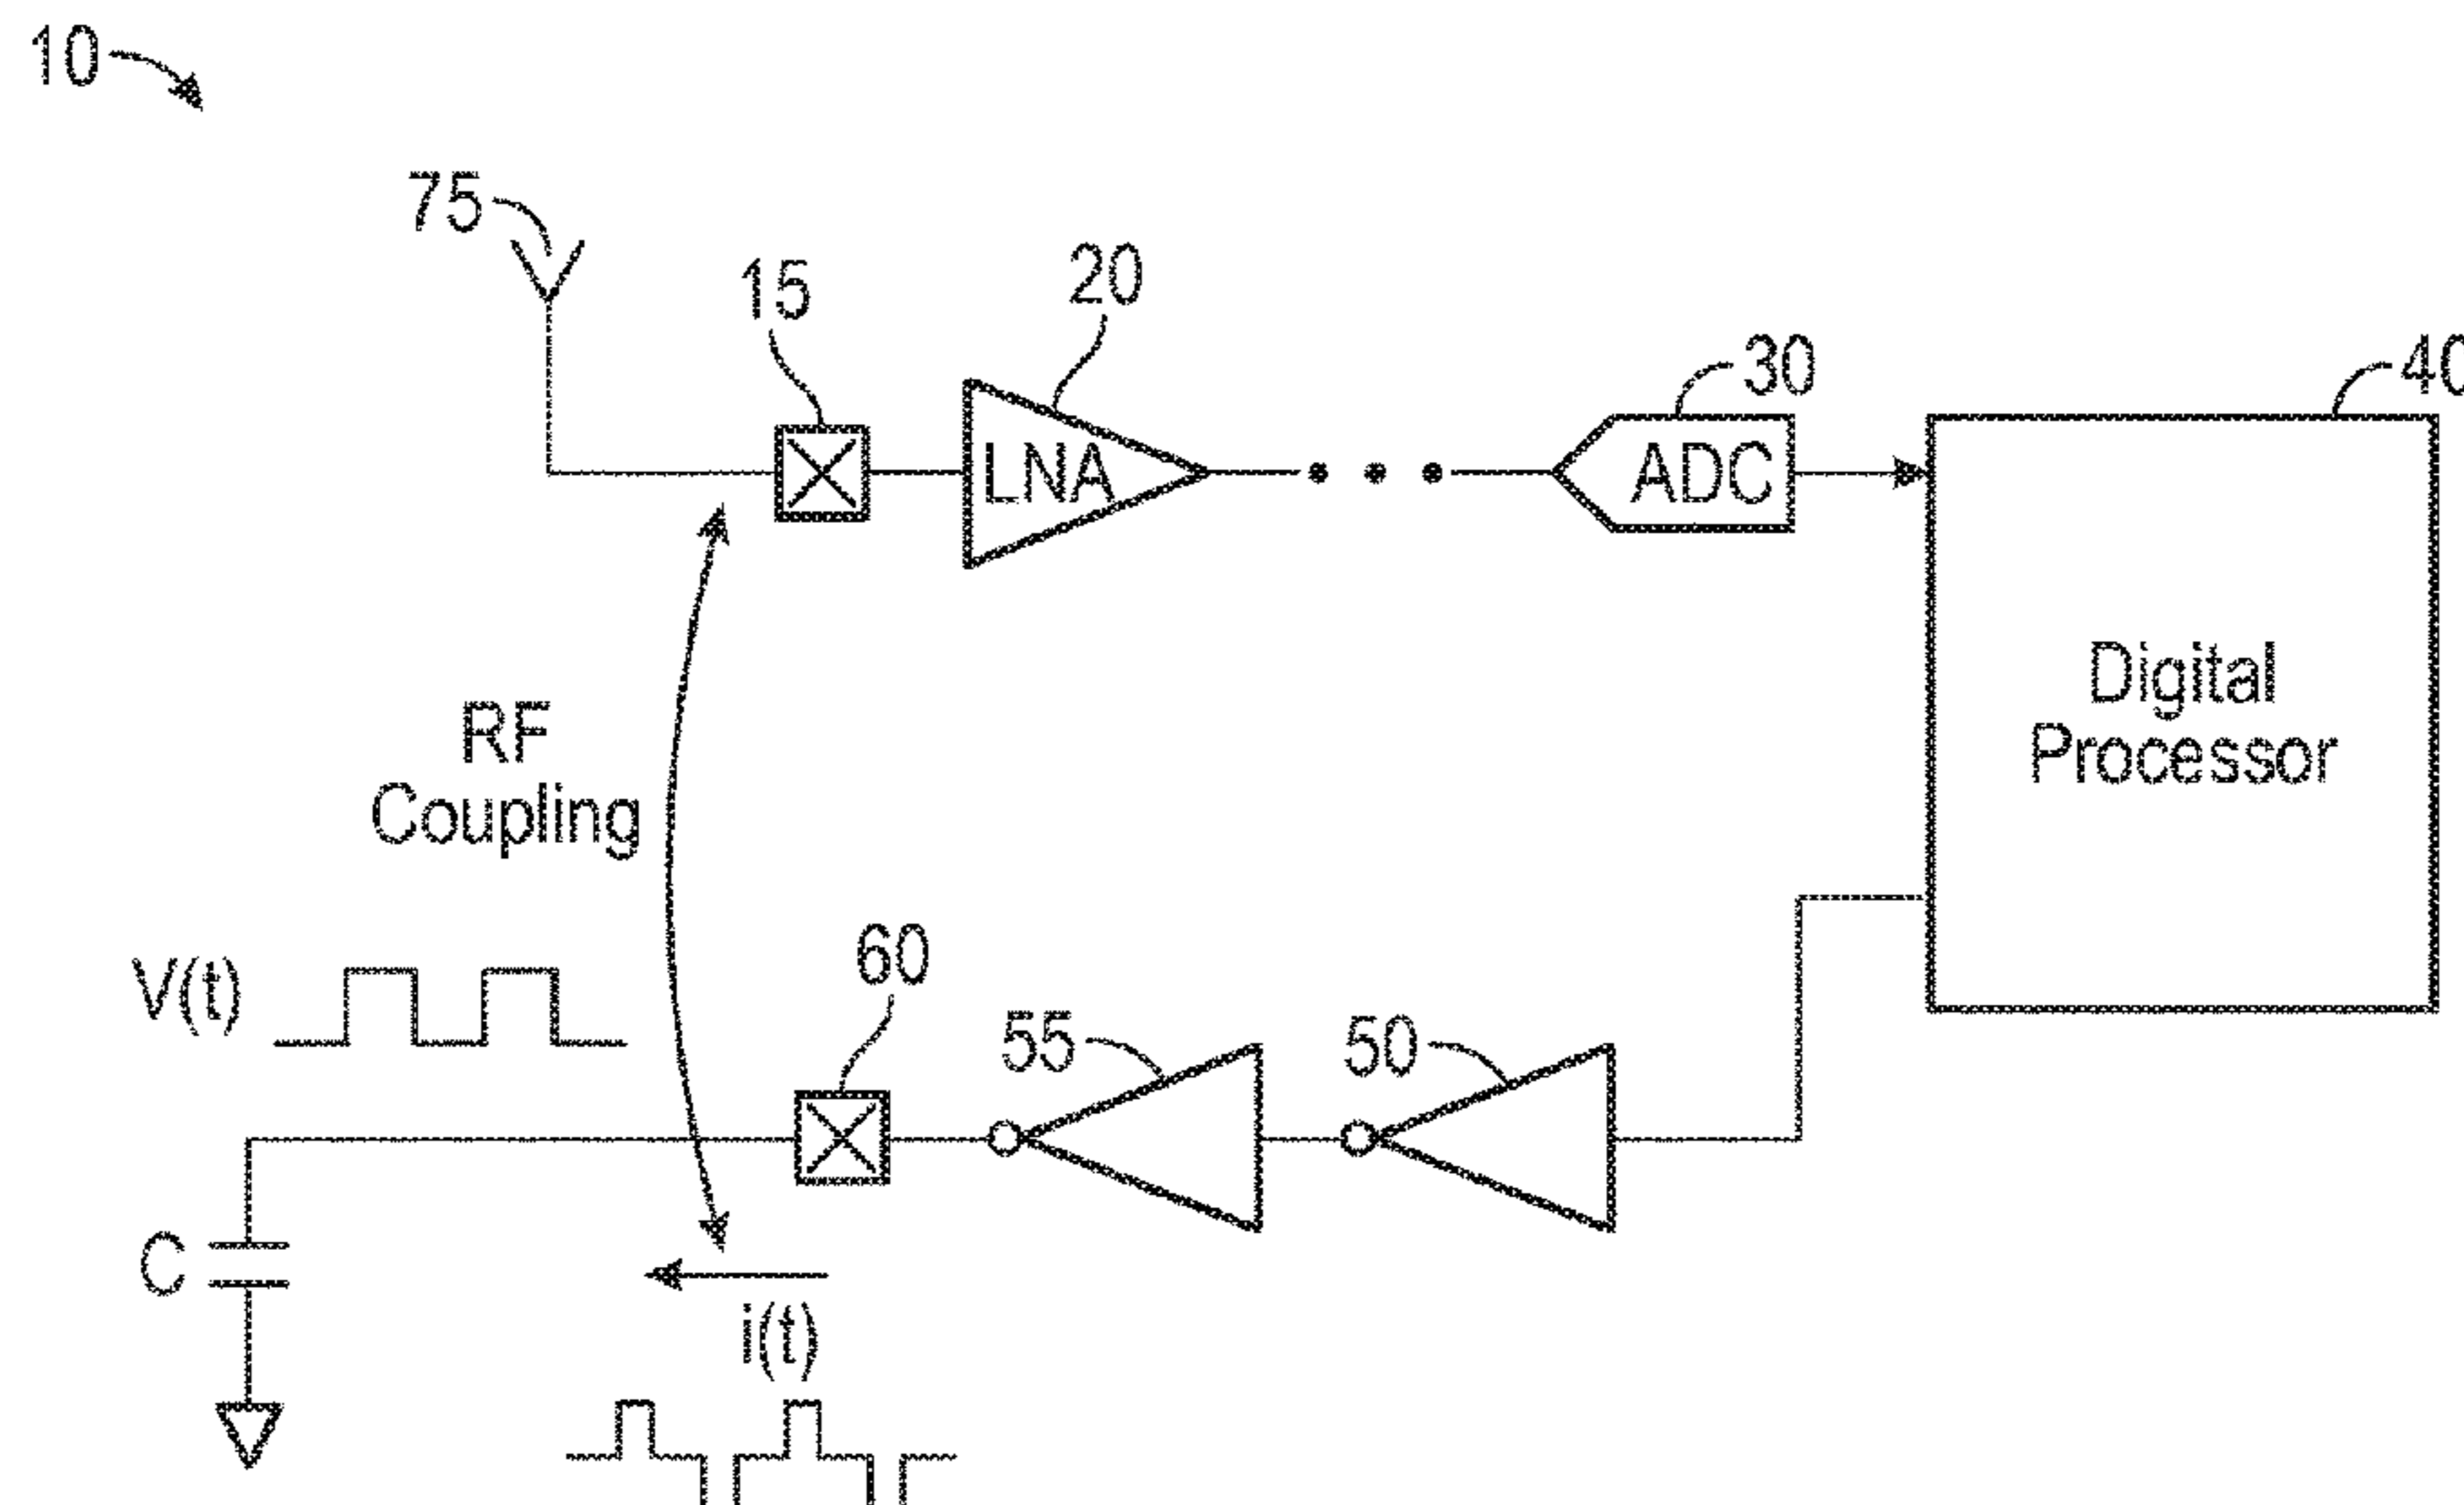 10
75
15
20
30
40
LNA
ADC
Digital
Processor
RF
Coupling
V(t)
60
55
50
C
i(t)